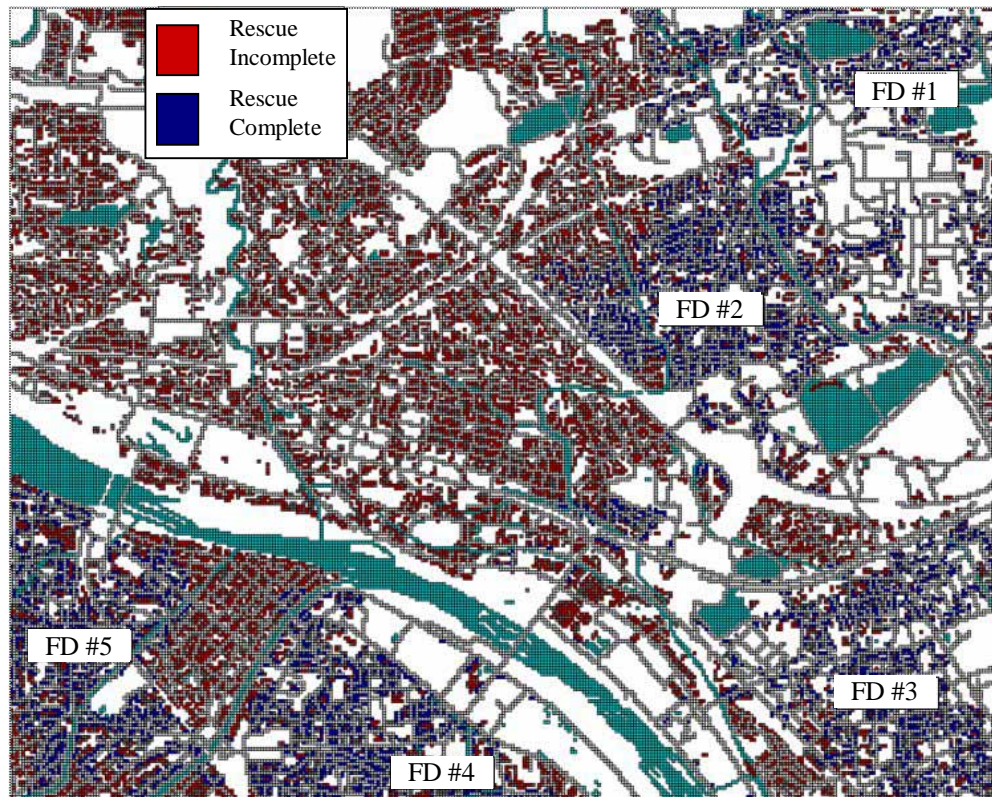 Rescue
Incomplete
Rescue
Complete
FD #1
FD #2
FD #5
FD #3
FD #4